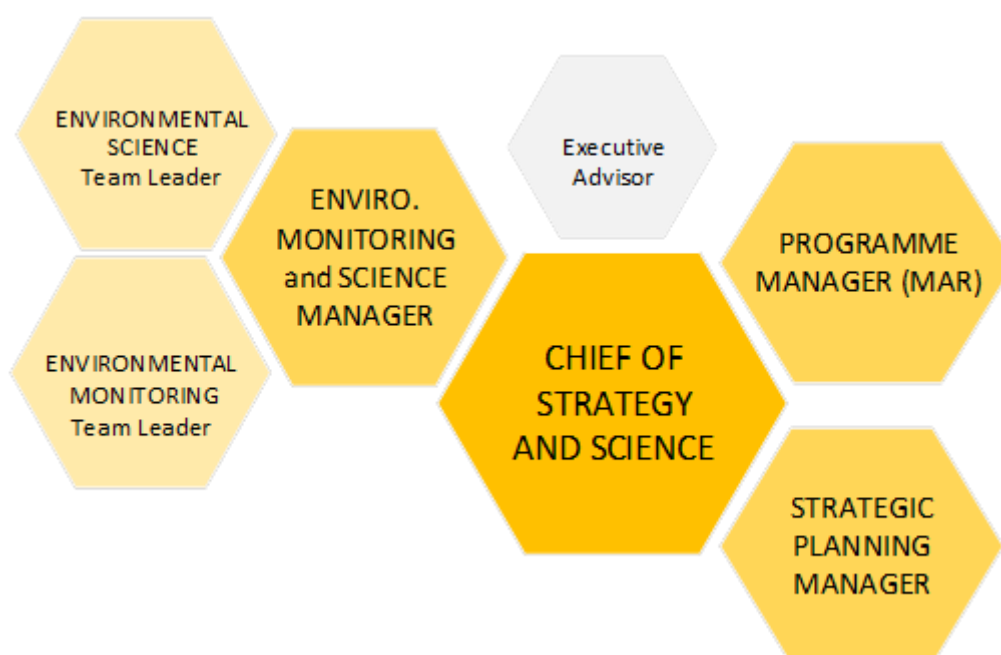 ENVIRONMENTAL
SCIENCE
Team Leader
ENVIRONMENTAL
MONITORING
Team Leader
ENVIRO.
MONITORING
and SCIENCE
MANAGER
Executive
Advisor
CHIEF OF
STRATEGY
AND SCIENCE
PROGRAMME
MANAGER (MAR)
STRATEGIC
PLANNING
MANAGER